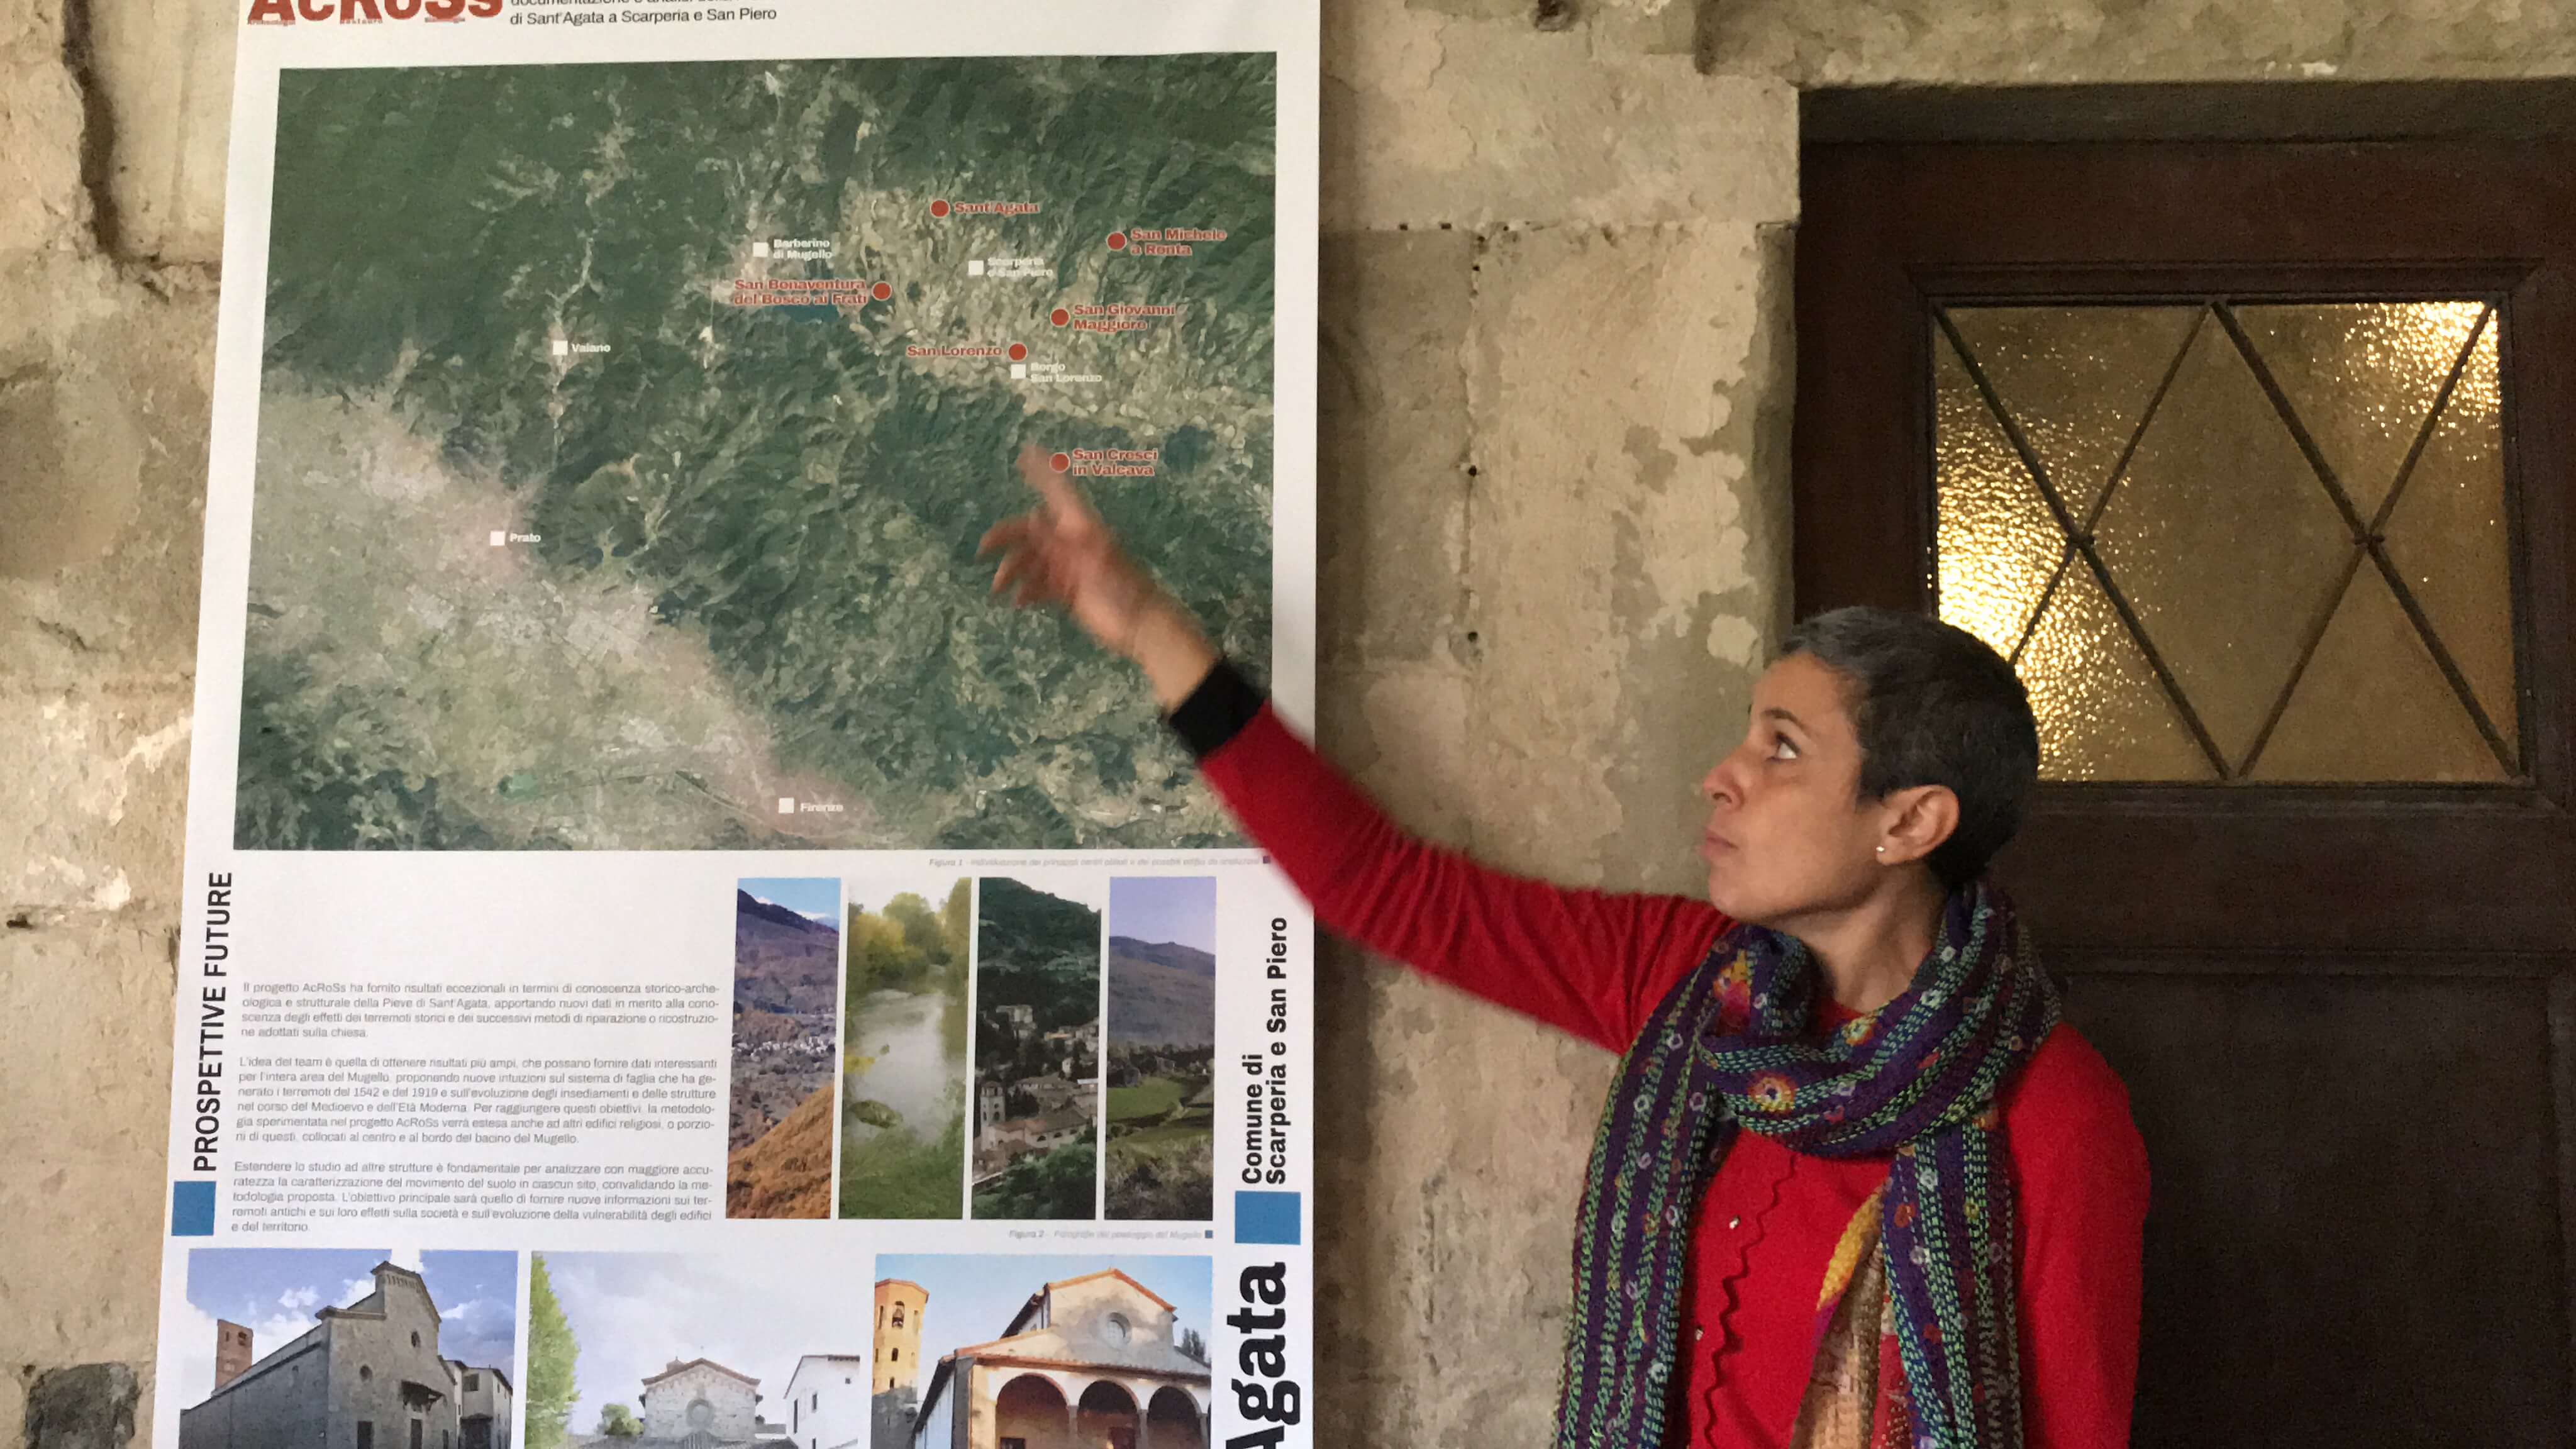 AcRoSs
di Sant'Agata a Scarperia e San Piero
Sant'Agata
San Michele
a Ronta
Barberino
di Mugello
Scarperia
e San Piero
San Bonaventura
del Bosco ai Frati
San Giovanni
Maggiore
Vaiano
San Lorenzo
Borgo
San Lorenzo
San Cresci
in Valcava
Prato
Firenze
PROSPETTIVE FUTURE
Il progetto AcRoSs ha fornito risultati eccezionali in termini di conoscenza storico-arche-
ologica e strutturale della Pieve di Sant'Agata, apportando nuovi dati in merito alla cono-
scenza degli effetti dei terremoti storici e dei successivi metodi di riparazione o ricostruzio-
ne adottati sulla chiesa.
L'idea del team è quella di ottenere risultati più ampi, che possano fornire dati interessanti
per l'intera area del Mugello, proponendo nuove intuizioni sul sistema di faglia che ha ge-
nerato i terremoti del 1542 e del 1919 e sull'evoluzione degli insediamenti e delle strutture
nel corso del Medioevo e dell'Età Moderna. Per raggiungere questi obiettivi, la metodolo-
gia sperimentata nel progetto AcRoSs verrà estesa anche ad altri edifici religiosi, o porzio-
ni di questi, collocati al centro e al bordo del bacino del Mugello.
Estendere lo studio ad altre strutture è fondamentale per analizzare con maggiore accu-
ratezza la caratterizzazione del movimento del suolo in ciascun sito, convalidando la me-
todologia proposta. L'obiettivo principale sarà quello di fornire nuove informazioni sui ter-
remoti antichi e sui loro effetti sulla società e sull'evoluzione della vulnerabilità degli edifici
e del territorio.
Figura 2 - Fotografie del paesaggio del Mugello
Comune di
Scarperia e San Piero
Agata